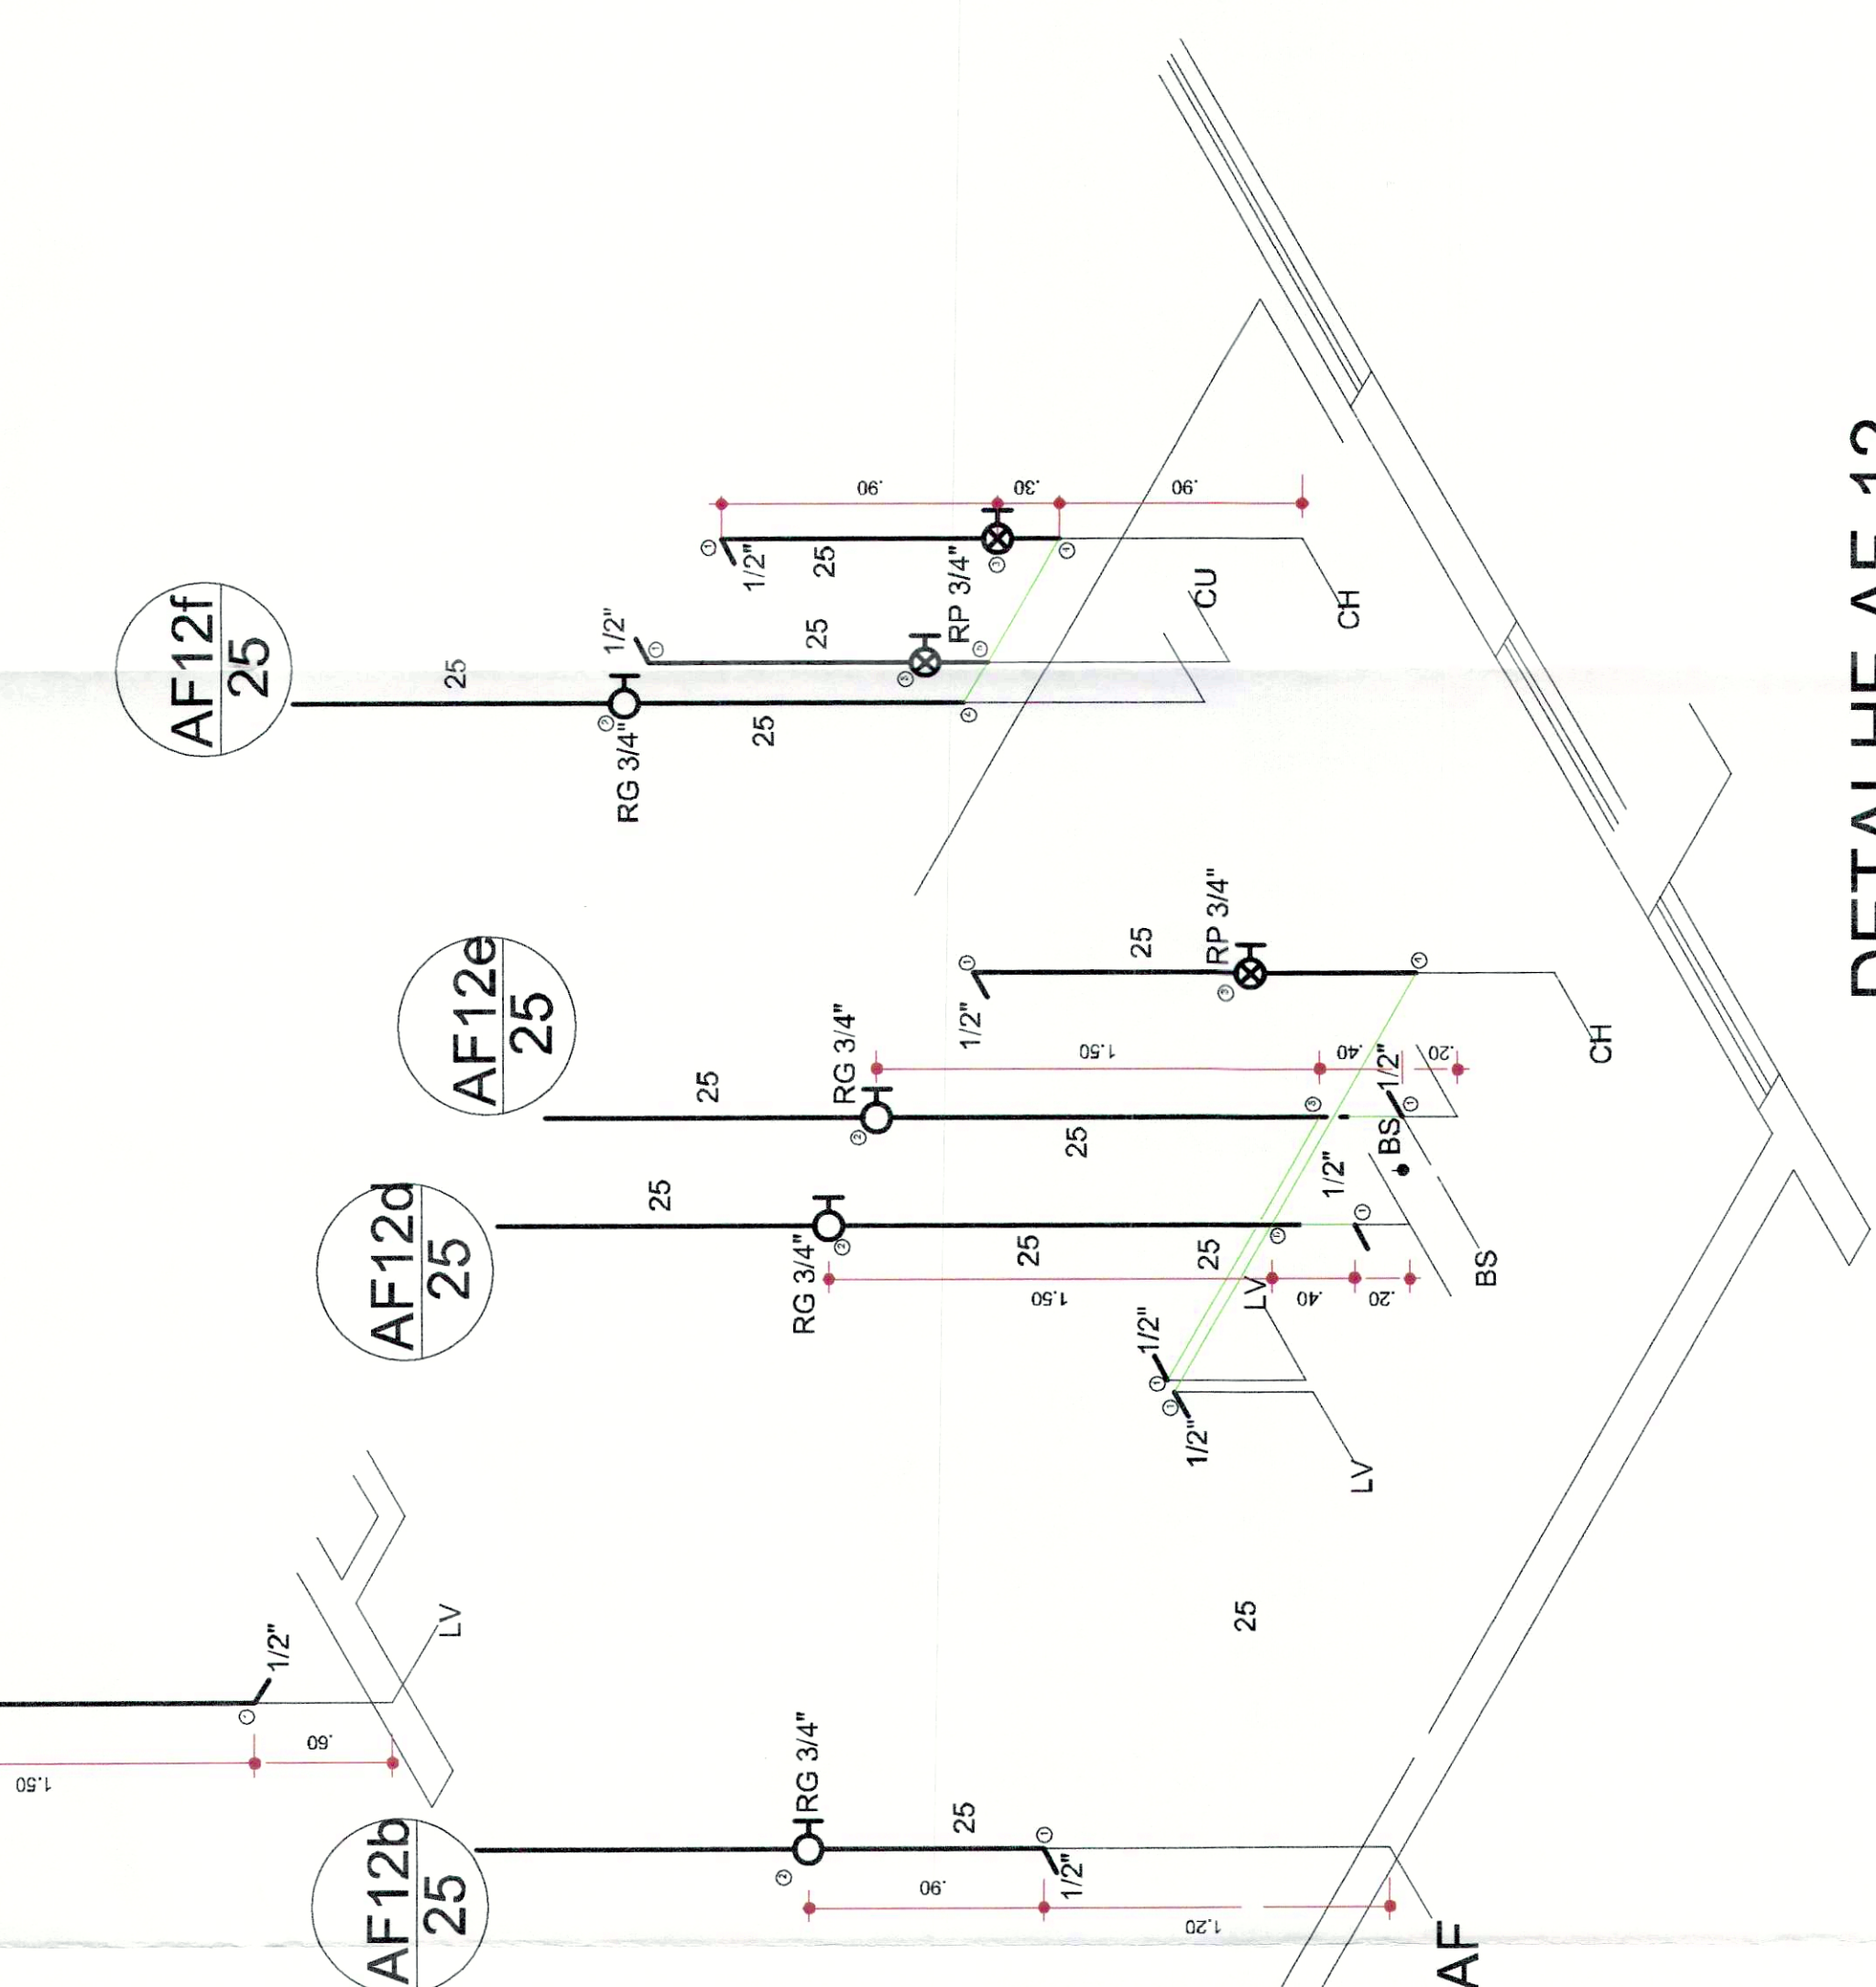 AF12f
25
25
RG 3/4"
25
1/2"
25
RP 3/4"
1/2"
25
.90
.30
.90
CU
CH
AF12e
25
25
RG 3/4"
25
1.50
.40
.20
1/2"
BS
BS
1/2"
25
RP 3/4"
CH
AF12d
25
25
RG 3/4"
25
25
1.50
.40
.20
1/2"
LV
1/2"
1/2"
LV
25
1/2"
LV
1.50
.60
AF12b
25
RG 3/4"
25
1/2"
.90
1.20
AF
DETALHE AF 12